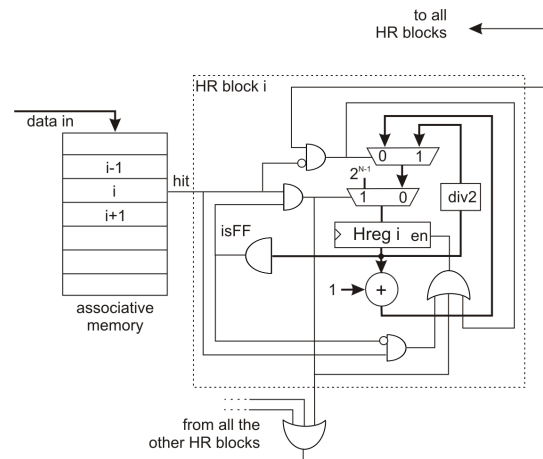 to all
HR blocks
HR block i
data in
i-1
i
i+1
hit
associative
memory
0 1
2^N-1
1 0
div2
isFF
Hreg i en
1
+
from all the
other HR blocks